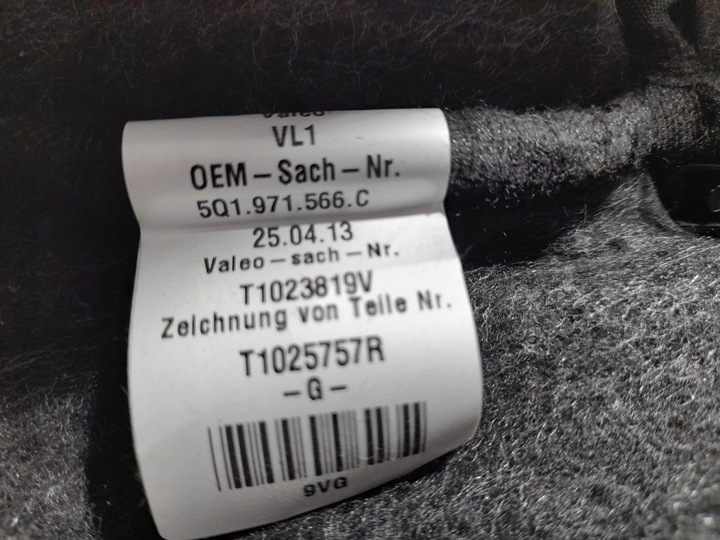 Valeo
VL1
OEM-Sach-Nr.
5Q1.971.566.C
25.04.13
Valeo-sach-Nr.
T1023819V
Zeichnung von Teile Nr.
T1025757R
-G-
9VG